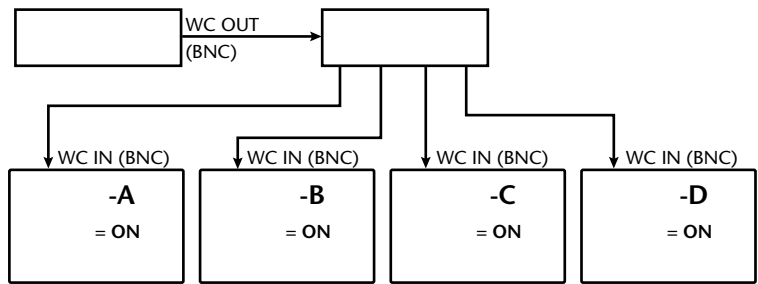 WC OUT
(BNC)
WC IN (BNC) WC IN (BNC) WC IN (BNC) WC IN (BNC)
-A -B -C -D
= ON = ON = ON = ON